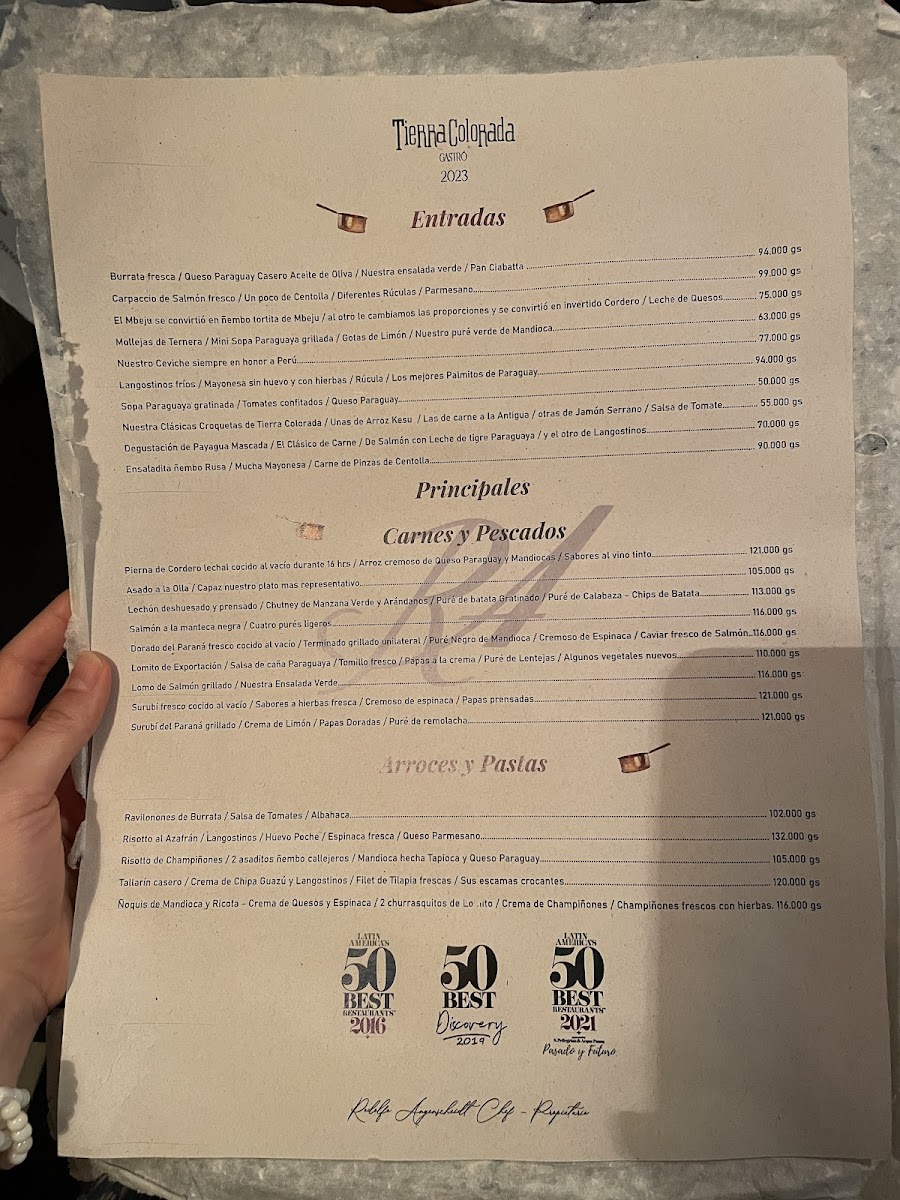 Tierra Colorada
GASTRÓ
2023
Entradas
Burrata fresca / Queso Paraguay Casero Aceite de Oliva / Nuestra ensalada verde / Pan Ciabatta 94.000 gs
Carpaccio de Salmón fresco / Un poco de Centolla / Diferentes Rúculas / Parmesano 99.000 gs
El Mbeju se convirtió en ñembo tortita de Mbeju / al otro le cambiamos las proporciones y se convirtió en invertido Cordero / Leche de Quesos 75.000 gs
Mollejas de Ternera / Mini Sopa Paraguaya grillada / Gotas de Limón / Nuestro puré verde de Mandioca 63.000 gs
Nuestro Ceviche siempre en honor a Perú 77.000 gs
Langostinos fríos / Mayonesa sin huevo y con hierbas / Rúcula / Los mejores Palmitos de Paraguay 94.000 gs
Sopa Paraguaya gratinada / Tomates confitados / Queso Paraguay 50.000 gs
Nuestra Clásicas Croquetas de Tierra Colorada / Unas de Arroz Kesu / Las de carne a la Antigua / otras de Jamón Serrano / Salsa de Tomate 55.000 gs
Degustación de Payagua Mascada / El Clásico de Carne / De Salmón con Leche de tigre Paraguaya / y el otro de Langostinos 70.000 gs
Ensaladita ñembo Rusa / Mucha Mayonesa / Carne de Pinzas de Centolla 90.000 gs
Principales
Carnes y Pescados
R4
Pierna de Cordero lechal cocido al vacío durante 16 hrs / Arroz cremoso de Queso Paraguay y Mandiocas / Sabores al vino tinto 121.000 gs
Asado a la Olla / Capaz nuestro plato mas representativo 105.000 gs
Lechón deshuesado y prensado / Chutney de Manzana Verde y Arándanos / Puré de batata Gratinado / Puré de Calabaza - Chips de Batata 113.000 gs
Salmón a la manteca negra / Cuatro purés ligeros 116.000 gs
Dorado del Paraná fresco cocido al vacío / Terminado grillado unilateral / Puré Negro de Mandioca / Cremoso de Espinaca / Caviar fresco de Salmón 116.000 gs
Lomito de Exportación / Salsa de caña Paraguaya / Tomillo fresco / Papas a la crema / Puré de Lentejas / Algunos vegetales nuevos 110.000 gs
Lomo de Salmón grillado / Nuestra Ensalada Verde 116.000 gs
Surubí fresco cocido al vacío / Sabores a hierbas fresca / Cremoso de espinaca / Papas prensadas 121.000 gs
Surubí del Paraná grillado / Crema de Limón / Papas Doradas / Puré de remolacha 121.000 gs
Arroces y Pastas
Ravilonones de Burrata / Salsa de Tomates / Albahaca 102.000 gs
Risotto al Azafrán / Langostinos / Huevo Poche / Espinaca fresca / Queso Parmesano 132.000 gs
Risotto de Champiñones / 2 asaditos ñembo callejeros / Mandioca hecha Tapioca y Queso Paraguay 105.000 gs
Tallarín casero / Crema de Chipa Guazú y Langostinos / Filet de Tilapia frescas / Sus escamas crocantes 120.000 gs
Ñoquis de Mandioca y Ricota - Crema de Quesos y Espinaca / 2 churrasquitos de / Crema de Champiñones / Champiñones frescos con hierbas. 116.000 gs
LATIN AMERICA'S 50 BEST RESTAURANTS 2016
50 BEST Discovery 2019
LATIN AMERICA'S 50 BEST RESTAURANTS 2021
S.Pellegrino & Acqua Panna
Pasado y Futuro
Rodolfo Angenscheidt Chef - Propietario